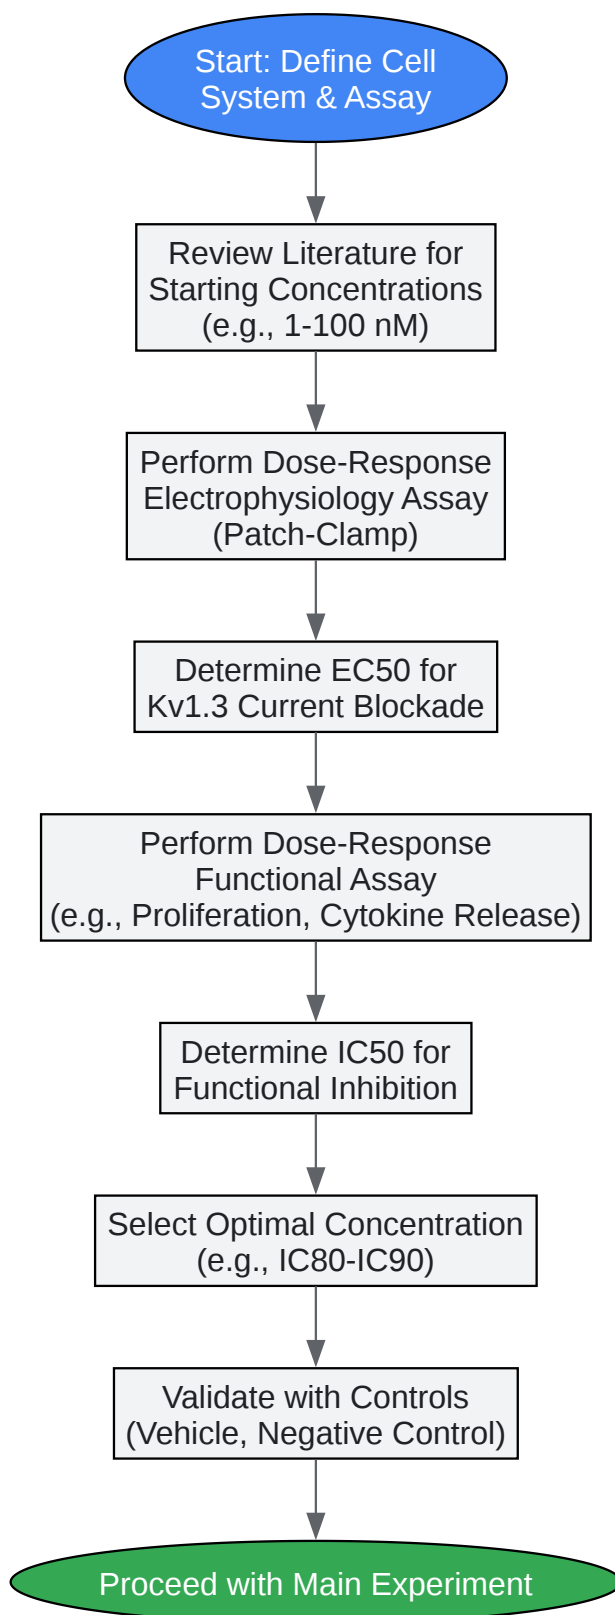 Start: Define Cell
System & Assay
Review Literature for
Starting Concentrations
(e.g., 1-100 nM)
Perform Dose-Response
Electrophysiology Assay
(Patch-Clamp)
Determine EC50 for
Kv1.3 Current Blockade
Perform Dose-Response
Functional Assay
(e.g., Proliferation, Cytokine Release)
Determine IC50 for
Functional Inhibition
Select Optimal Concentration
(e.g., IC80-IC90)
Validate with Controls
(Vehicle, Negative Control)
Proceed with Main Experiment